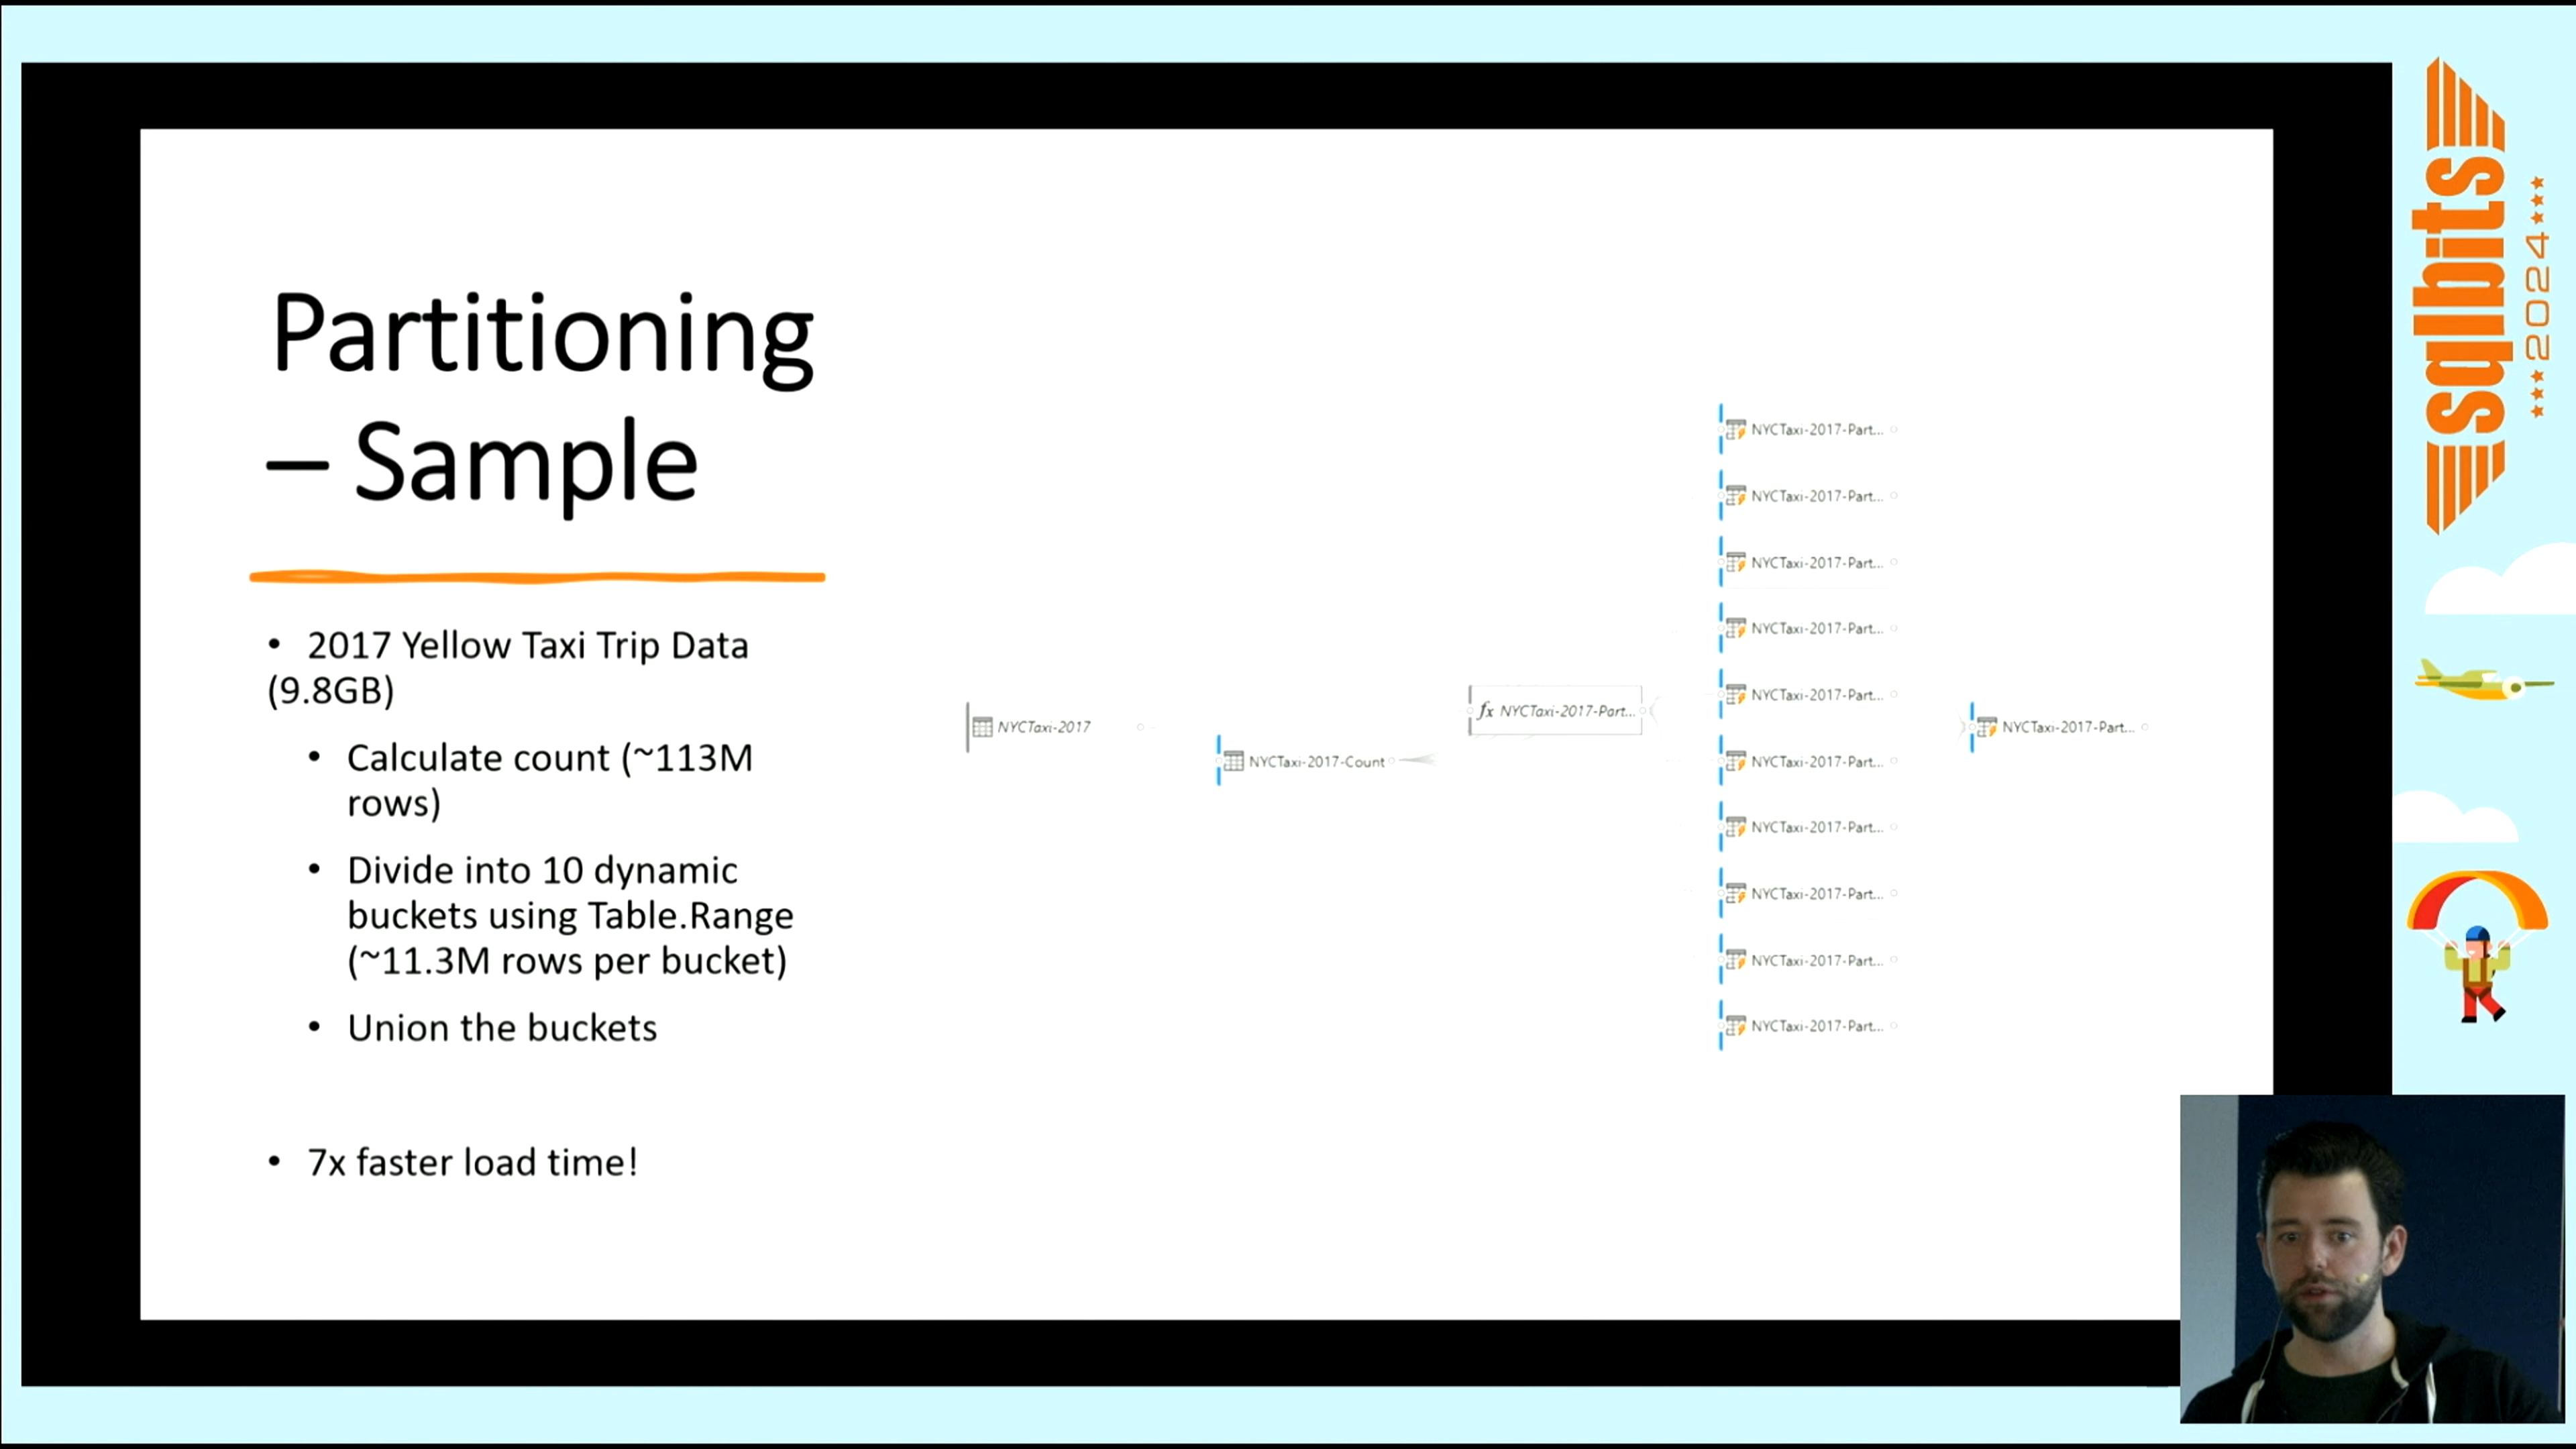 Partitioning
– Sample
• 2017 Yellow Taxi Trip Data
(9.8GB)
• Calculate count (~113M
rows)
• Divide into 10 dynamic
buckets using Table.Range
(~11.3M rows per bucket)
• Union the buckets
• 7x faster load time!
NYCTaxi-2017
NYCTaxi-2017-Count
fx NYCTaxi-2017-Part...
NYCTaxi-2017-Part...
NYCTaxi-2017-Part...
NYCTaxi-2017-Part...
NYCTaxi-2017-Part...
NYCTaxi-2017-Part...
NYCTaxi-2017-Part...
NYCTaxi-2017-Part...
NYCTaxi-2017-Part...
NYCTaxi-2017-Part...
NYCTaxi-2017-Part...
NYCTaxi-2017-Part...
sqlbits
2024